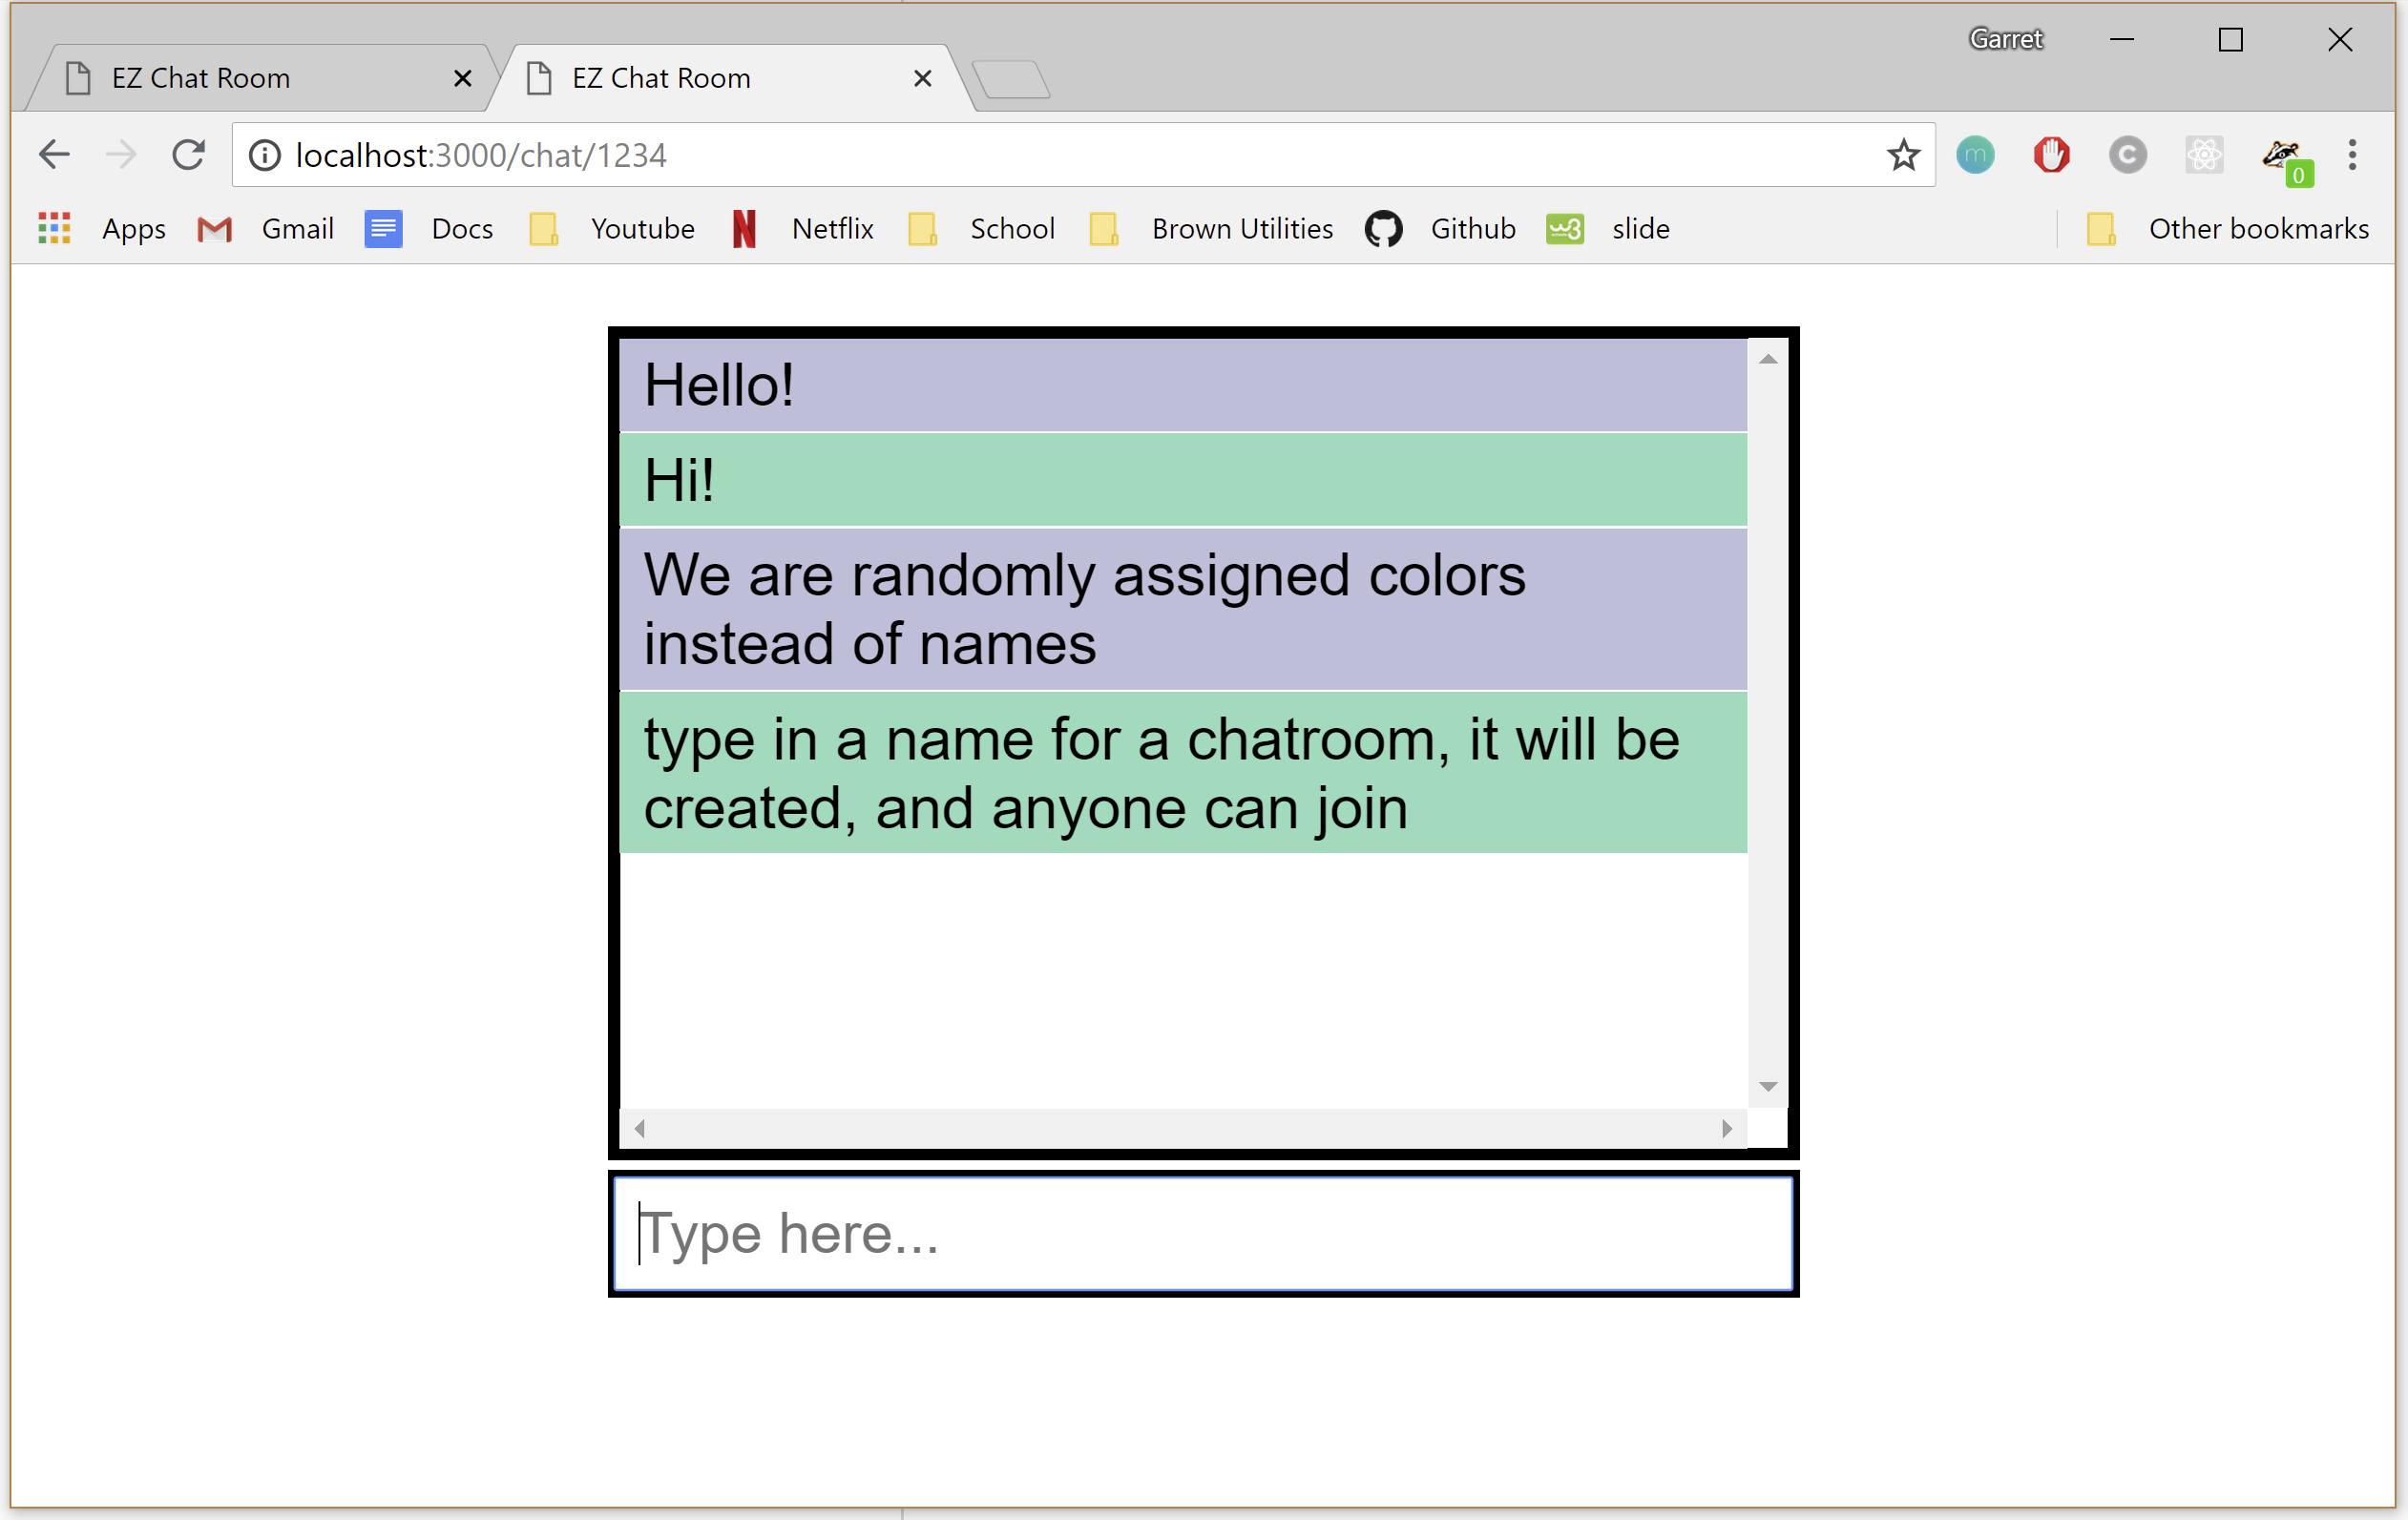 Garret
EZ Chat Room
EZ Chat Room
localhost:3000/chat/1234
m
C
0
Apps
Gmail
Docs
Youtube
N
Netflix
School
Brown Utilities
Github
w3
slide
Other bookmarks
Hello!
Hi!
We are randomly assigned colors
instead of names
type in a name for a chatroom, it will be
created, and anyone can join
Type here...